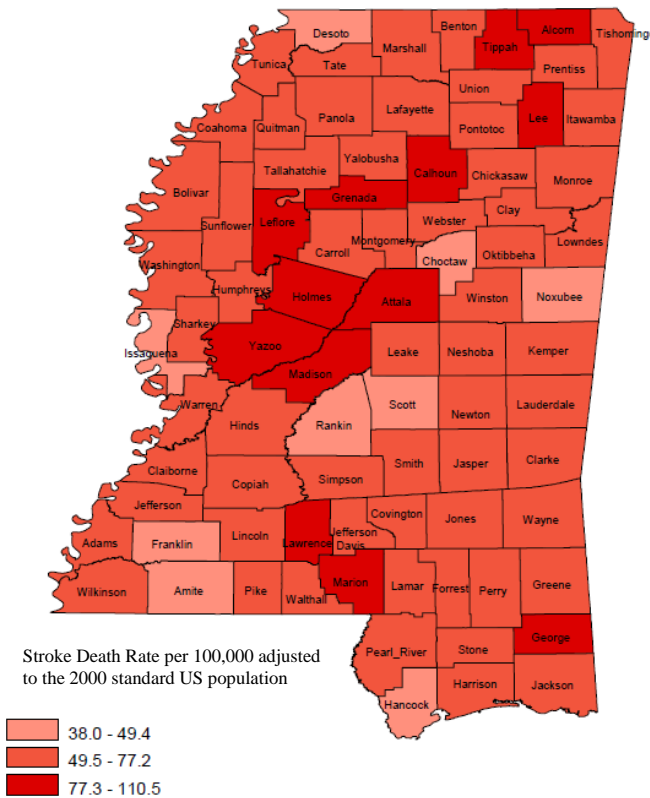 Desoto
Benton
Tippah
Alcorn
Tishoming
Marshall
Tunica
Tate
Prentiss
Union
Panola
Lafayette
Coahoma
Quitman
Pontotoc
Lee
Itawamba
Yalobusha
Tallahatchie
Calhoun
Chickasaw
Monroe
Bolivar
Grenada
Sunflower
Leflore
Webster
Clay
Montgomery
Carroll
Lowndes
Choctaw
Oktibbeha
Washington
Humphreys
Holmes
Attala
Winston
Noxubee
Sharkey
Issaquena
Yazoo
Leake
Neshoba
Kemper
Madison
Warren
Scott
Lauderdale
Newton
Hinds
Rankin
Claiborne
Smith
Jasper
Clarke
Copiah
Simpson
Jefferson
Covington
Jones
Wayne
Adams
Franklin
Lincoln
Lawrence
Jefferson
Davis
Wilkinson
Amite
Pike
Walthall
Marion
Lamar
Forrest
Perry
Greene
George
Pearl_River
Stone
Harrison
Jackson
Hancock
Stroke Death Rate per 100,000 adjusted
to the 2000 standard US population
38.0 - 49.4
49.5 - 77.2
77.3 - 110.5